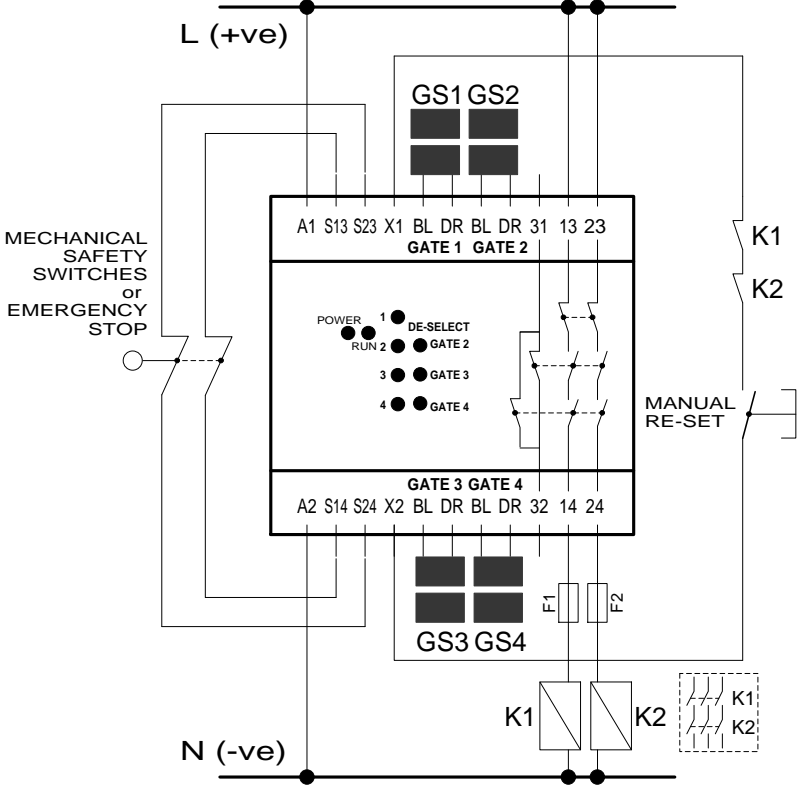 L (+ve)
GS1 GS2
A1 S13 S23 X1 BL DR BL DR 31 13 23
GATE 1 GATE 2
MECHANICAL
SAFETY
SWITCHES
or
EMERGENCY
STOP
K1
K2
POWER
RUN
1
2
3
4
DE-SELECT
GATE 2
GATE 3
GATE 4
MANUAL
RE-SET
GATE 3 GATE 4
A2 S14 S24 X2 BL DR BL DR 32 14 24
F1
F2
GS3 GS4
K1
K2
K1
K2
N (-ve)